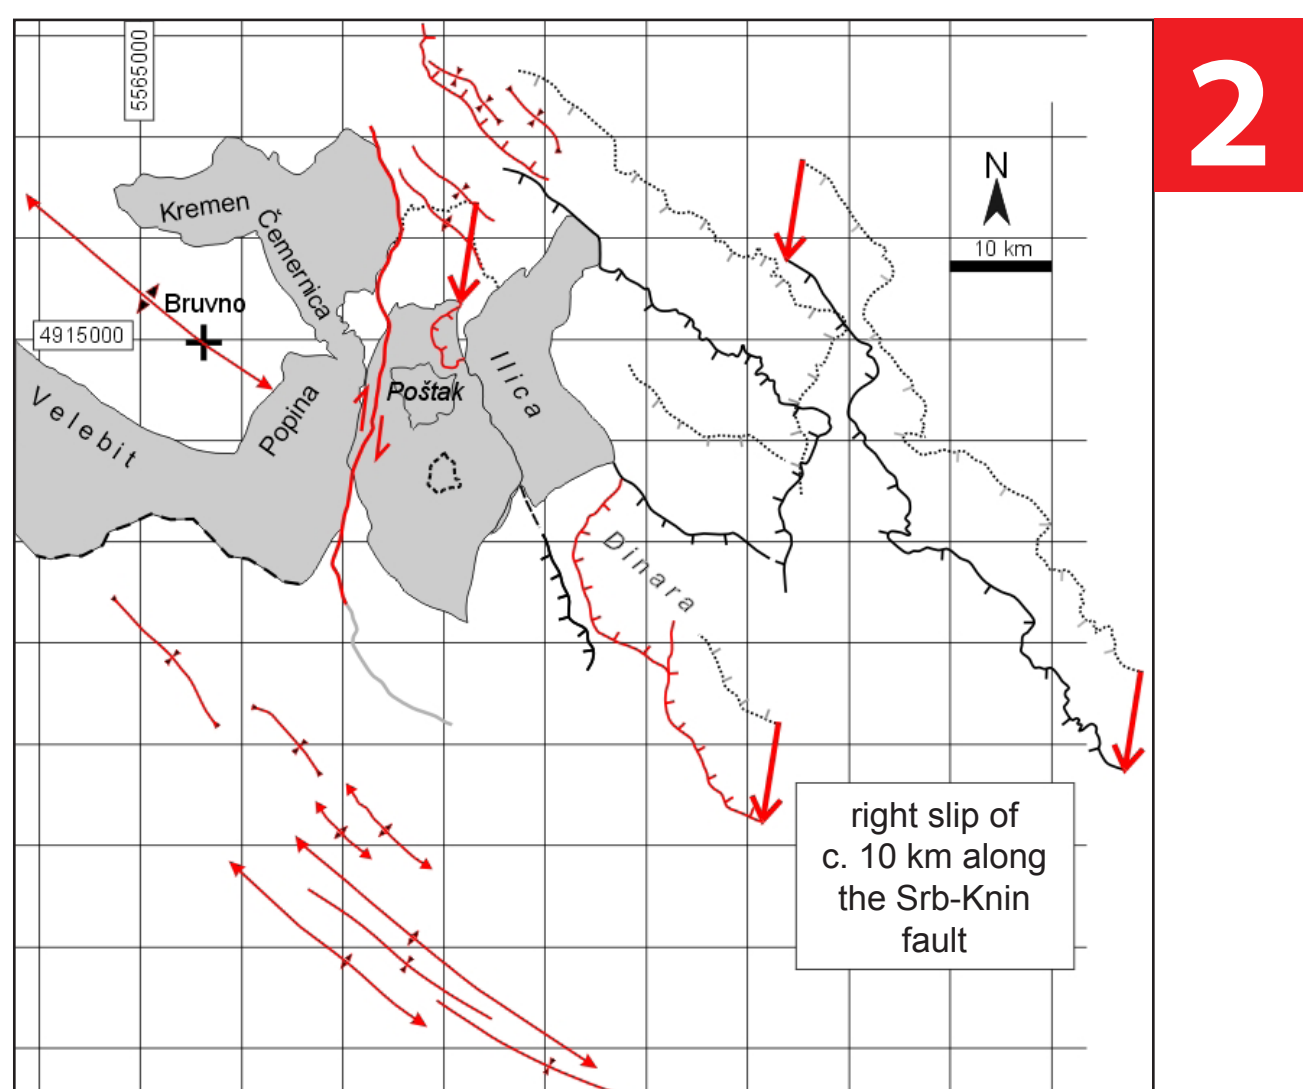 2
5565000
N
10 km
Kremen
Čemernica
Bruvno
4915000
Velebit
Popina
Poštak
Ilica
Dinara
right slip of
c. 10 km along
the Srb-Knin
fault